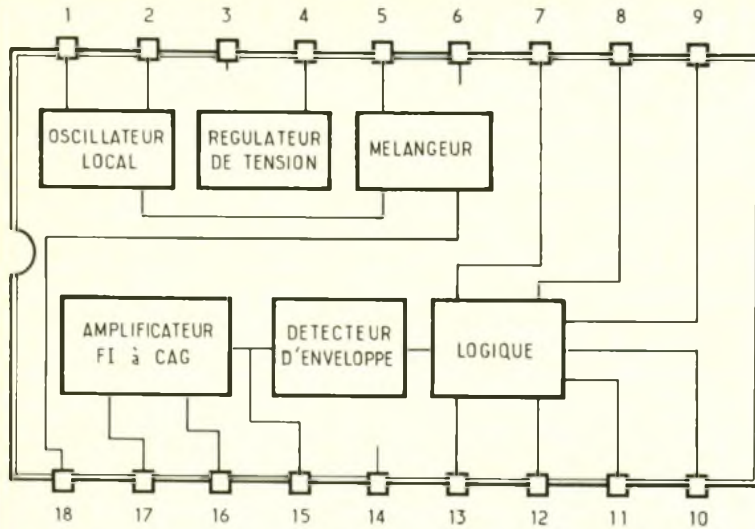 1 2 3 4 5 6 7 8 9
OSCILLATEUR
LOCAL
REGULATEUR
DE TENSION
MELANGEUR
AMPLIFICATEUR
FI à CAG
DETECTEUR
D'ENVELOPPE
LOGIQUE
18 17 16 15 14 13 12 11 10